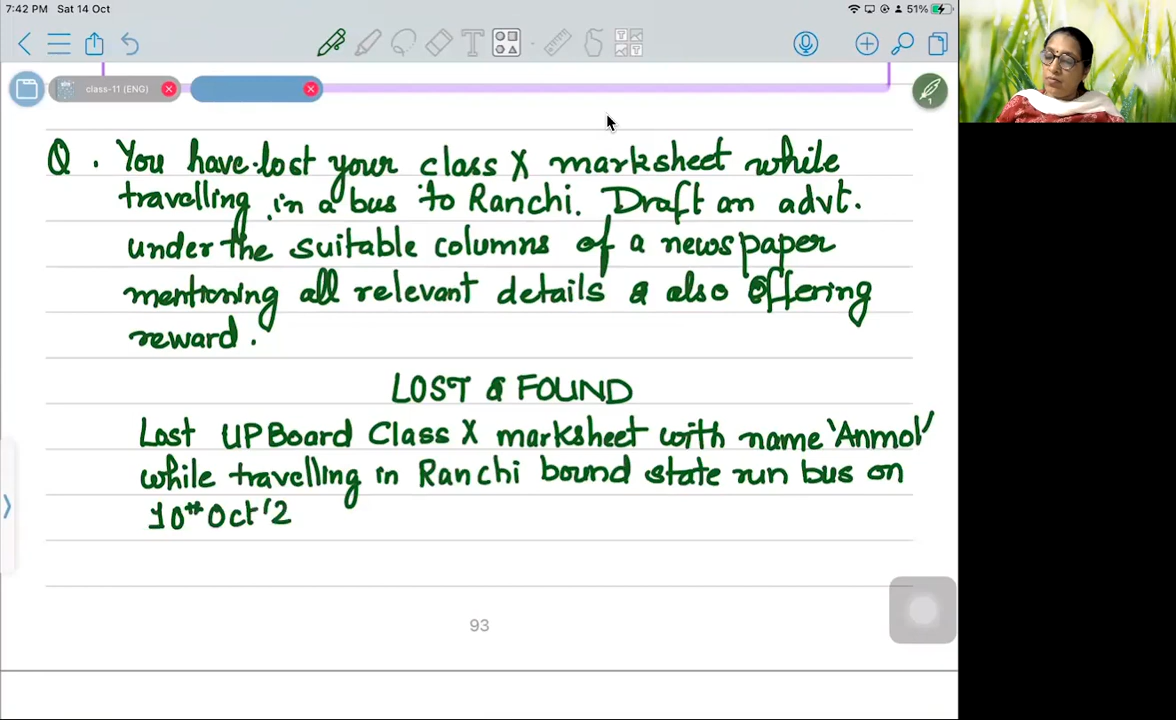 7:42 PM Sat 14 Oct
51%
class-11 (ENG)
1
Q. You have lost your class X marksheet while
travelling in a bus to Ranchi. Draft an advt.
under the suitable columns of a newspaper
mentioning all relevant details & also offering
reward.
LOST & FOUND
Lost UP Board Class X marksheet with name 'Anmol'
while travelling in Ranchi bound state run bus on
10th Oct'2
93